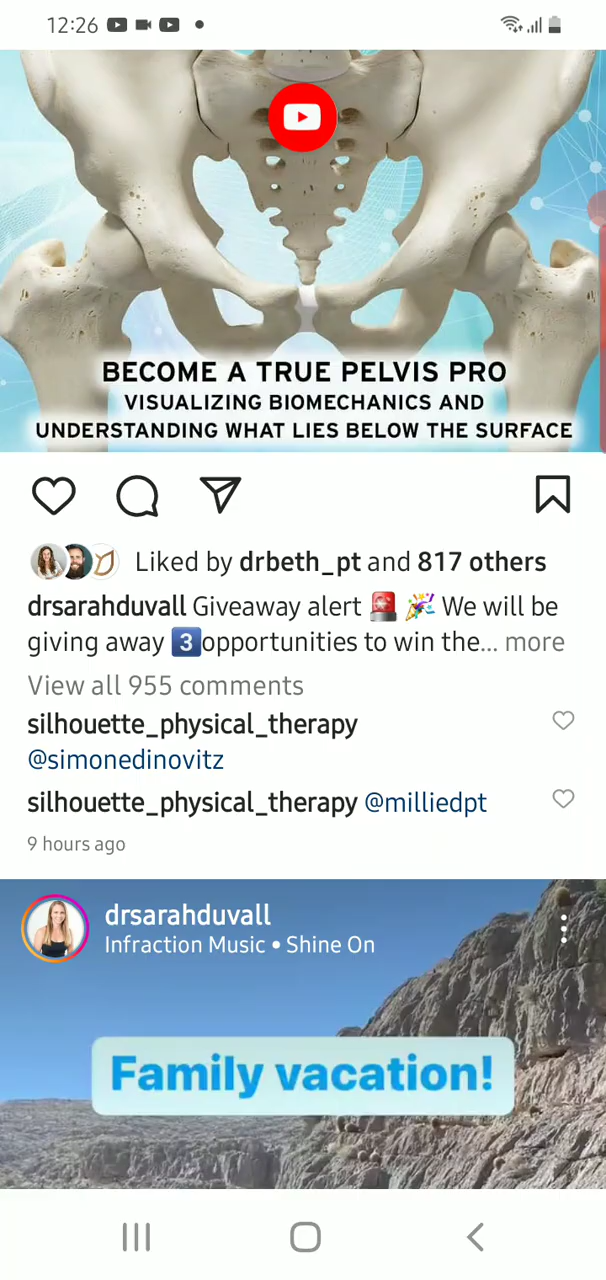 12:26
BECOME A TRUE PELVIS PRO
VISUALIZING BIOMECHANICS AND
UNDERSTANDING WHAT LIES BELOW THE SURFACE
Liked by drbeth_pt and 817 others
drsarahduvall Giveaway alert 🚨 🎉 We will be
giving away 3️⃣opportunities to win the... more
View all 955 comments
silhouette_physical_therapy
@simonedinovitz
silhouette_physical_therapy @milliedpt
9 hours ago
drsarahduvall
Infraction Music • Shine On
Family vacation!